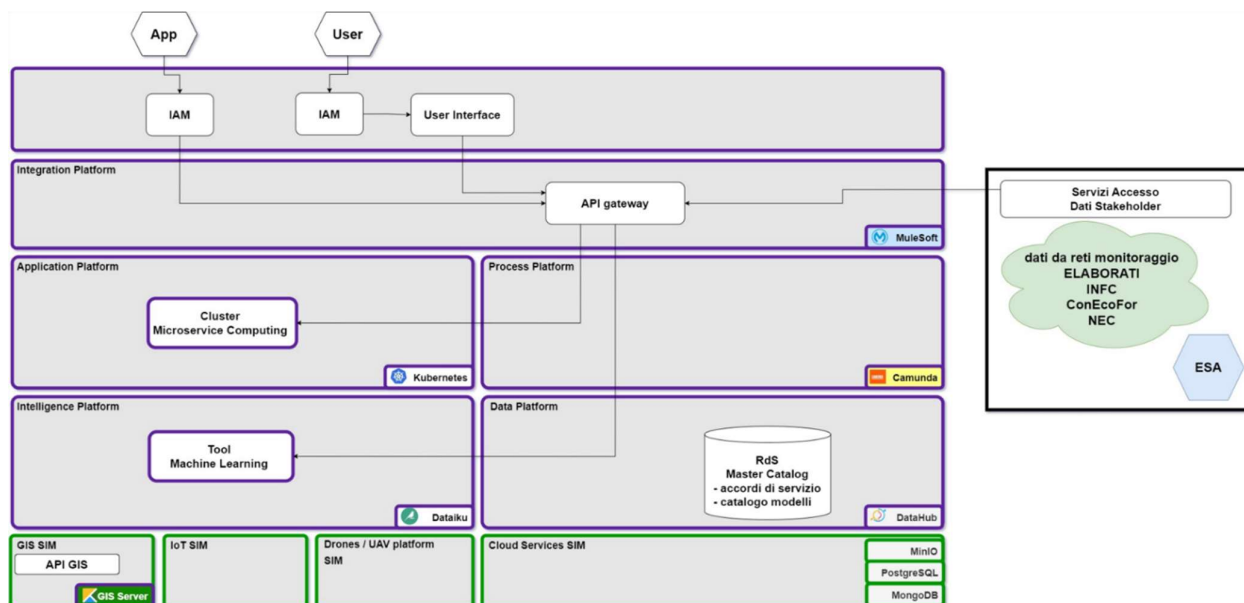 App
User
IAM
IAM
User Interface
Integration Platform
API gateway
MuleSoft
Servizi Accesso
Dati Stakeholder
dati da reti monitoraggio
ELABORATI
INFC
ConEcoFor
NEC
ESA
Application Platform
Cluster
Microservice Computing
Kubernetes
Process Platform
Camunda
Intelligence Platform
Tool
Machine Learning
Dataiku
Data Platform
RdS
Master Catalog
- accordi di servizio
- catalogo modelli
DataHub
GIS SIM
API GIS
GIS Server
IoT SIM
Drones / UAV platform
SIM
Cloud Services SIM
MinIO
PostgreSQL
MongoDB